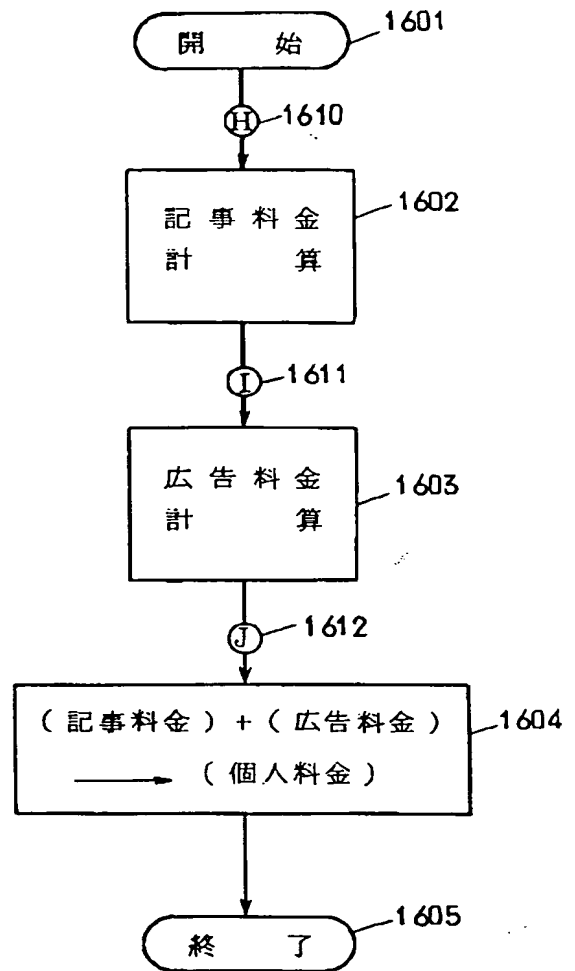 開 始 1601
H 1610
記事料金 1602
計 算
I 1611
広告料金 1603
計 算
J 1612
(記事料金)+(広告料金) 1604
→ (個人料金)
終 了 1605